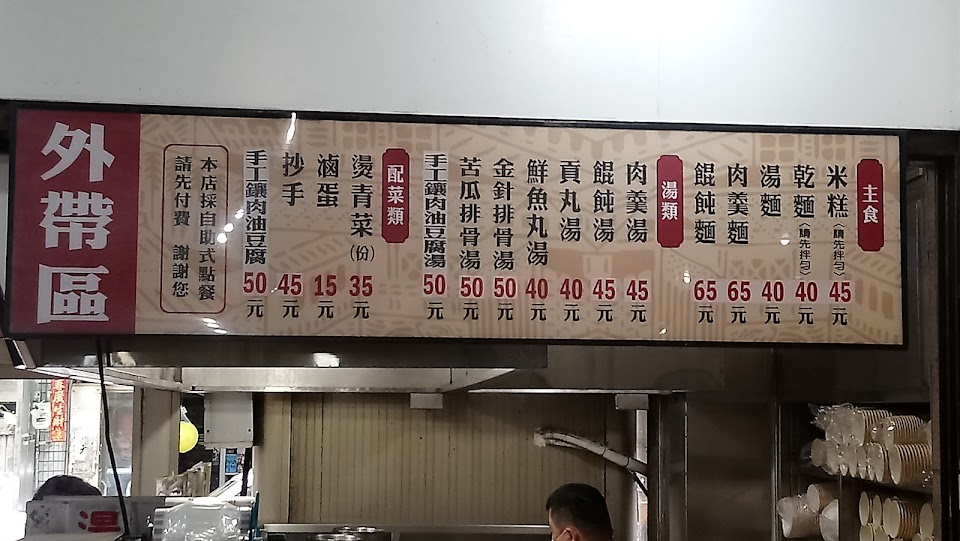 主食
米糕(請先拌勻) 45元
乾麵(請先拌勻) 40元
湯麵 40元
肉羹麵 65元
餛飩麵 65元
湯類
肉羹湯 45元
餛飩湯 45元
貢丸湯 40元
鮮魚丸湯 40元
金針排骨湯 50元
苦瓜排骨湯 50元
手工鑲肉油豆腐湯 50元
配菜類
燙青菜(份) 35元
滷蛋 15元
抄手 45元
手工鑲肉油豆腐 50元
本店採自助式點餐
請先付費 謝謝您
外帶區
溫